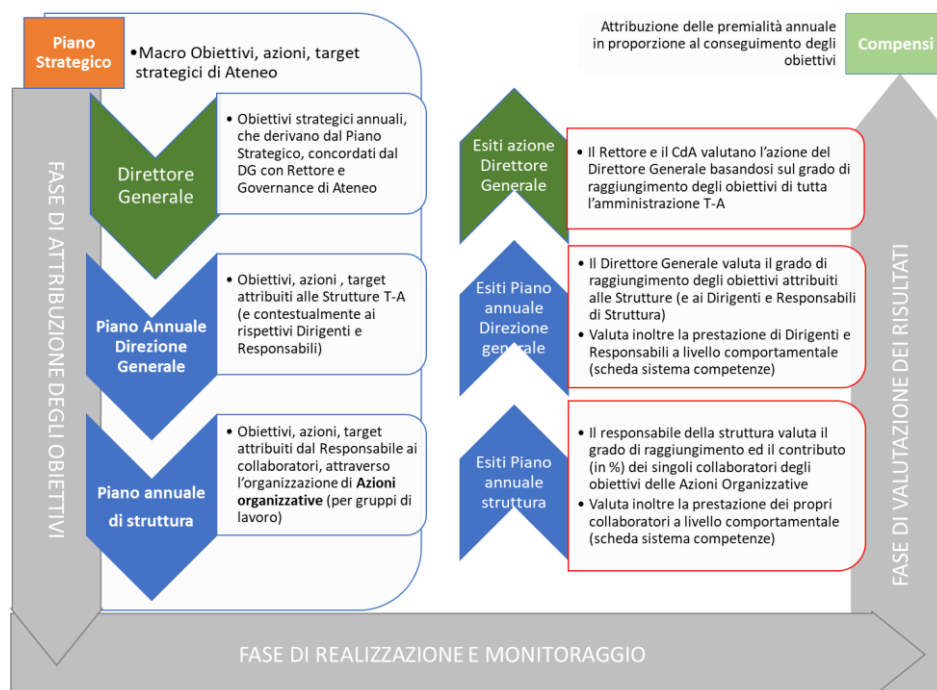 Piano
Strategico
•Macro Obiettivi, azioni, target
strategici di Ateneo
FASE DI ATTRIBUZIONE DEGLI OBIETTIVI
Direttore
Generale
• Obiettivi strategici annuali,
che derivano dal Piano
Strategico, concordati dal
DG con Rettore e
Governance di Ateneo
Piano Annuale
Direzione
Generale
• Obiettivi, azioni , target
attribuiti alle Strutture T-A
(e contestualmente ai
rispettivi Dirigenti e
Responsabili)
Piano annuale
di struttura
• Obiettivi, azioni, target
attribuiti dal Responsabile ai
collaboratori, attraverso
l'organizzazione di Azioni
organizzative (per gruppi di
lavoro)
FASE DI REALIZZAZIONE E MONITORAGGIO
Attribuzione delle premialità annuale
in proporzione al conseguimento degli
obiettivi
Compensi
Esiti azione
Direttore
Generale
• Il Rettore e il CdA valutano l'azione del
Direttore Generale basandosi sul grado di
raggiungimento degli obiettivi di tutta
l'amministrazione T-A
Esiti Piano
annuale
Direzione
generale
• Il Direttore Generale valuta il grado di
raggiungimento degli obiettivi attribuiti
alle Strutture (e ai Dirigenti e Responsabili
di Struttura)
• Valuta inoltre la prestazione di Dirigenti e
Responsabili a livello comportamentale
(scheda sistema competenze)
Esiti Piano
annuale
struttura
• Il responsabile della struttura valuta il
grado di raggiungimento ed il contributo
(in %) dei singoli collaboratori degli
obiettivi delle Azioni Organizzative
• Valuta inoltre la prestazione dei propri
collaboratori a livello comportamentale
(scheda sistema competenze)
FASE DI VALUTAZIONE DEI RISULTATI